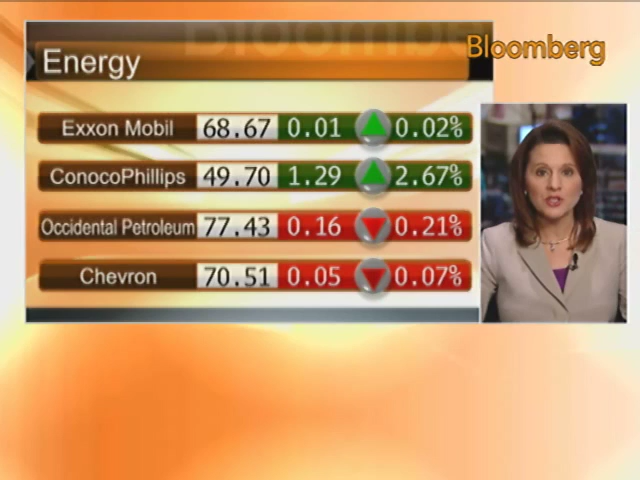 Bloomberg
Bloomberg
Energy
Exxon Mobil 68.67 0.01 0.02%
ConocoPhillips 49.70 1.29 2.67%
Occidental Petroleum 77.43 0.16 0.21%
Chevron 70.51 0.05 0.07%